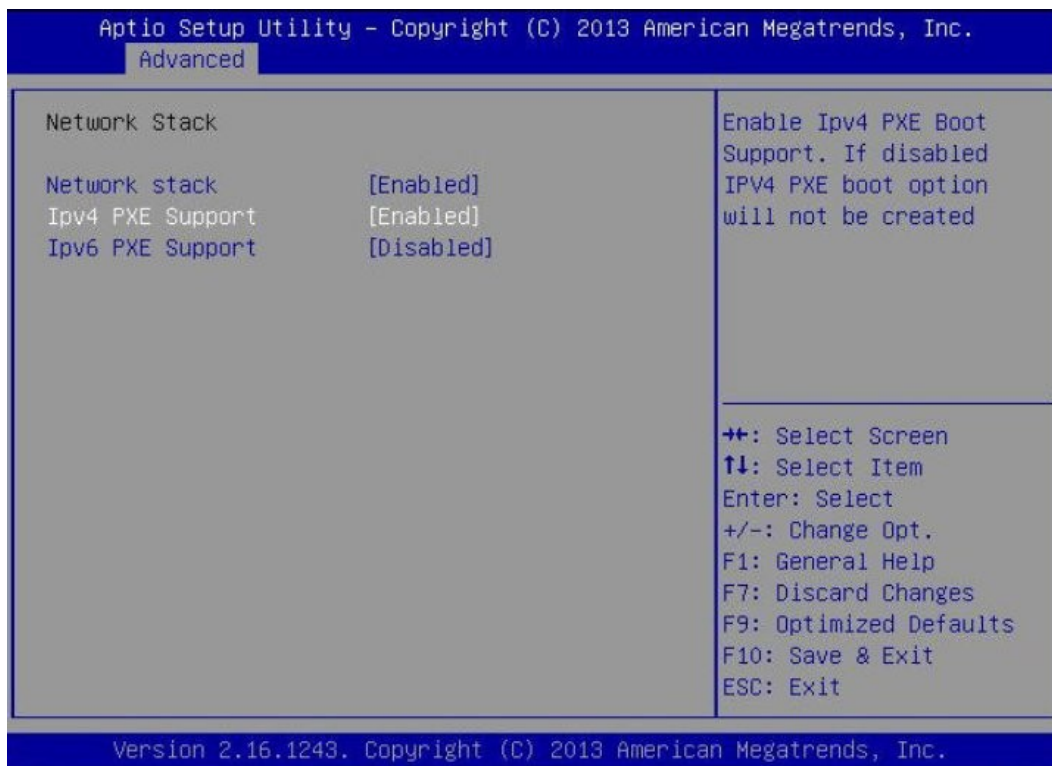 Aptio Setup Utility – Copyright (C) 2013 American Megatrends, Inc.
Advanced
Network Stack
Network stack [Enabled]
Ipv4 PXE Support [Enabled]
Ipv6 PXE Support [Disabled]
Enable Ipv4 PXE Boot
Support. If disabled
IPV4 PXE boot option
will not be created
→←: Select Screen
↑↓: Select Item
Enter: Select
+/-: Change Opt.
F1: General Help
F7: Discard Changes
F9: Optimized Defaults
F10: Save & Exit
ESC: Exit
Version 2.16.1243. Copyright (C) 2013 American Megatrends, Inc.